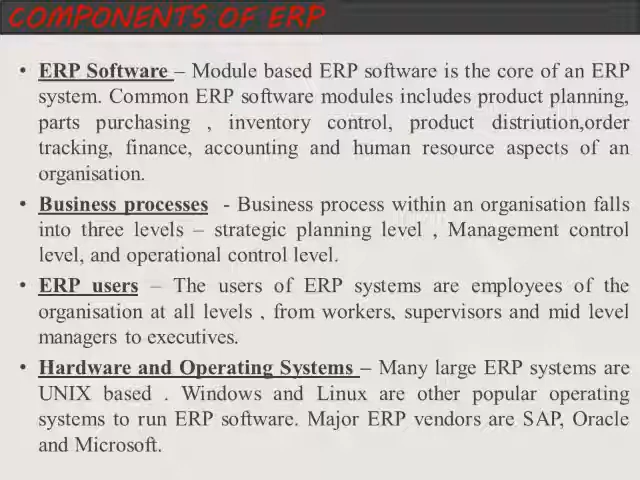 COMPONENTS OF ERP
• ERP Software – Module based ERP software is the core of an ERP
system. Common ERP software modules includes product planning,
parts purchasing , inventory control, product distriution,order
tracking, finance, accounting and human resource aspects of an
organisation.
• Business processes - Business process within an organisation falls
into three levels – strategic planning level , Management control
level, and operational control level.
• ERP users – The users of ERP systems are employees of the
organisation at all levels , from workers, supervisors and mid level
managers to executives.
• Hardware and Operating Systems – Many large ERP systems are
UNIX based . Windows and Linux are other popular operating
systems to run ERP software. Major ERP vendors are SAP, Oracle
and Microsoft.